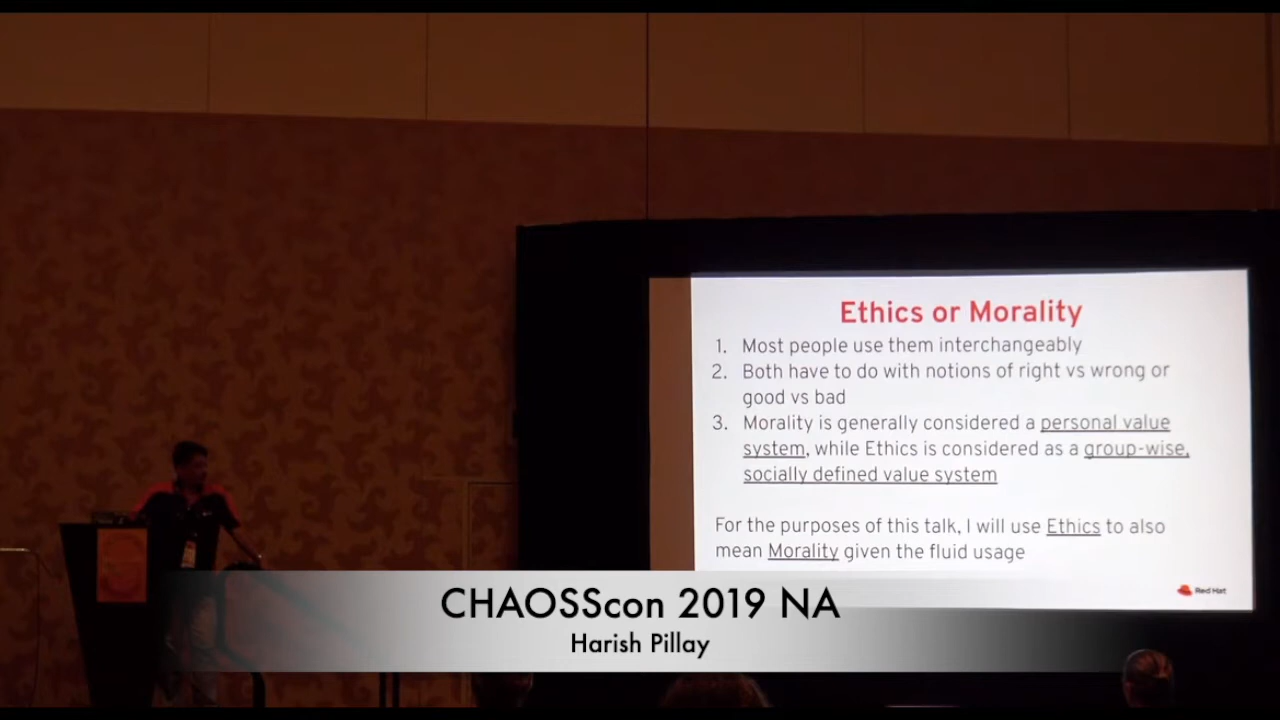 Ethics or Morality
1. Most people use them interchangeably
2. Both have to do with notions of right vs wrong or
good vs bad
3. Morality is generally considered a personal value
system, while Ethics is considered as a group-wise,
socially defined value system
For the purposes of this talk, I will use Ethics to also
mean Morality given the fluid usage
Red Hat
CHAOSScon 2019 NA
Harish Pillay